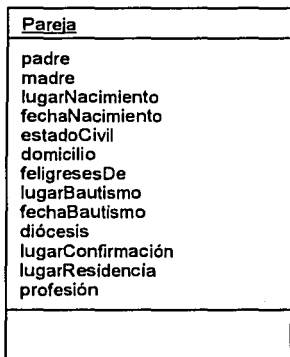 Pareja
padre
madre
lugarNacimiento
fechaNacimiento
estadoCivil
domicilio
feligresesDe
lugarBautismo
fechaBautismo
diócesis
lugarConfirmación
lugarResidencia
profesión